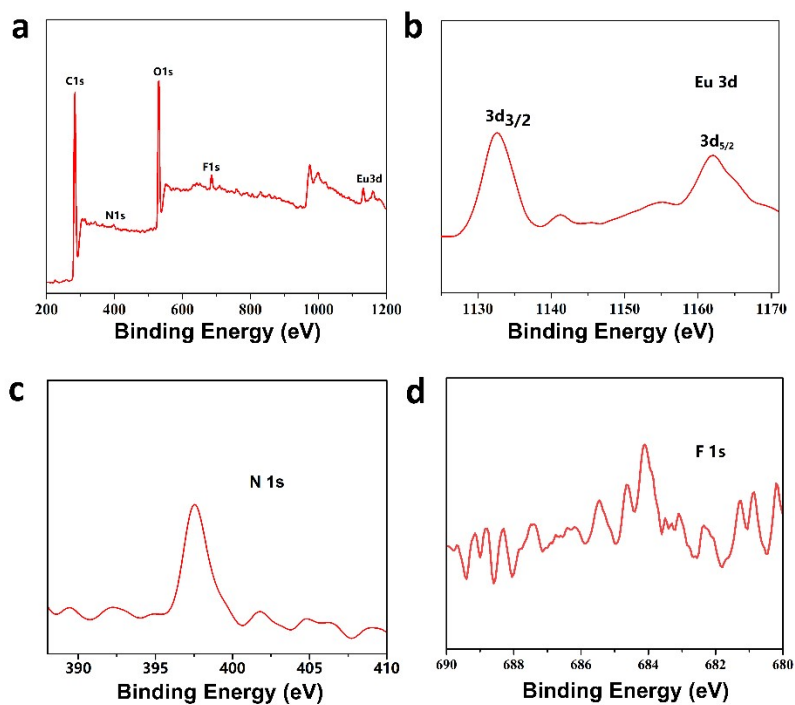 a
C1s
O1s
N1s
F1s
Eu3d
200 400 600 800 1000 1200
Binding Energy (eV)
b
Eu 3d
3d3/2
3d5/2
1130 1140 1150 1160 1170
Binding Energy (eV)
c
N 1s
390 395 400 405 410
Binding Energy (eV)
d
F 1s
690 688 686 684 682 680
Binding Energy (eV)